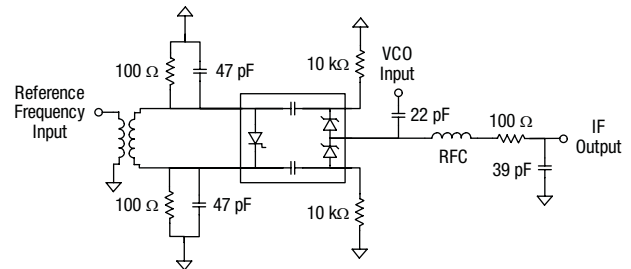 100 Ω
47 pF
10 kΩ
VCO
Input
Reference
Frequency
Input
22 pF
100 Ω
IF
Output
RFC
39 pF
100 Ω
47 pF
10 kΩ